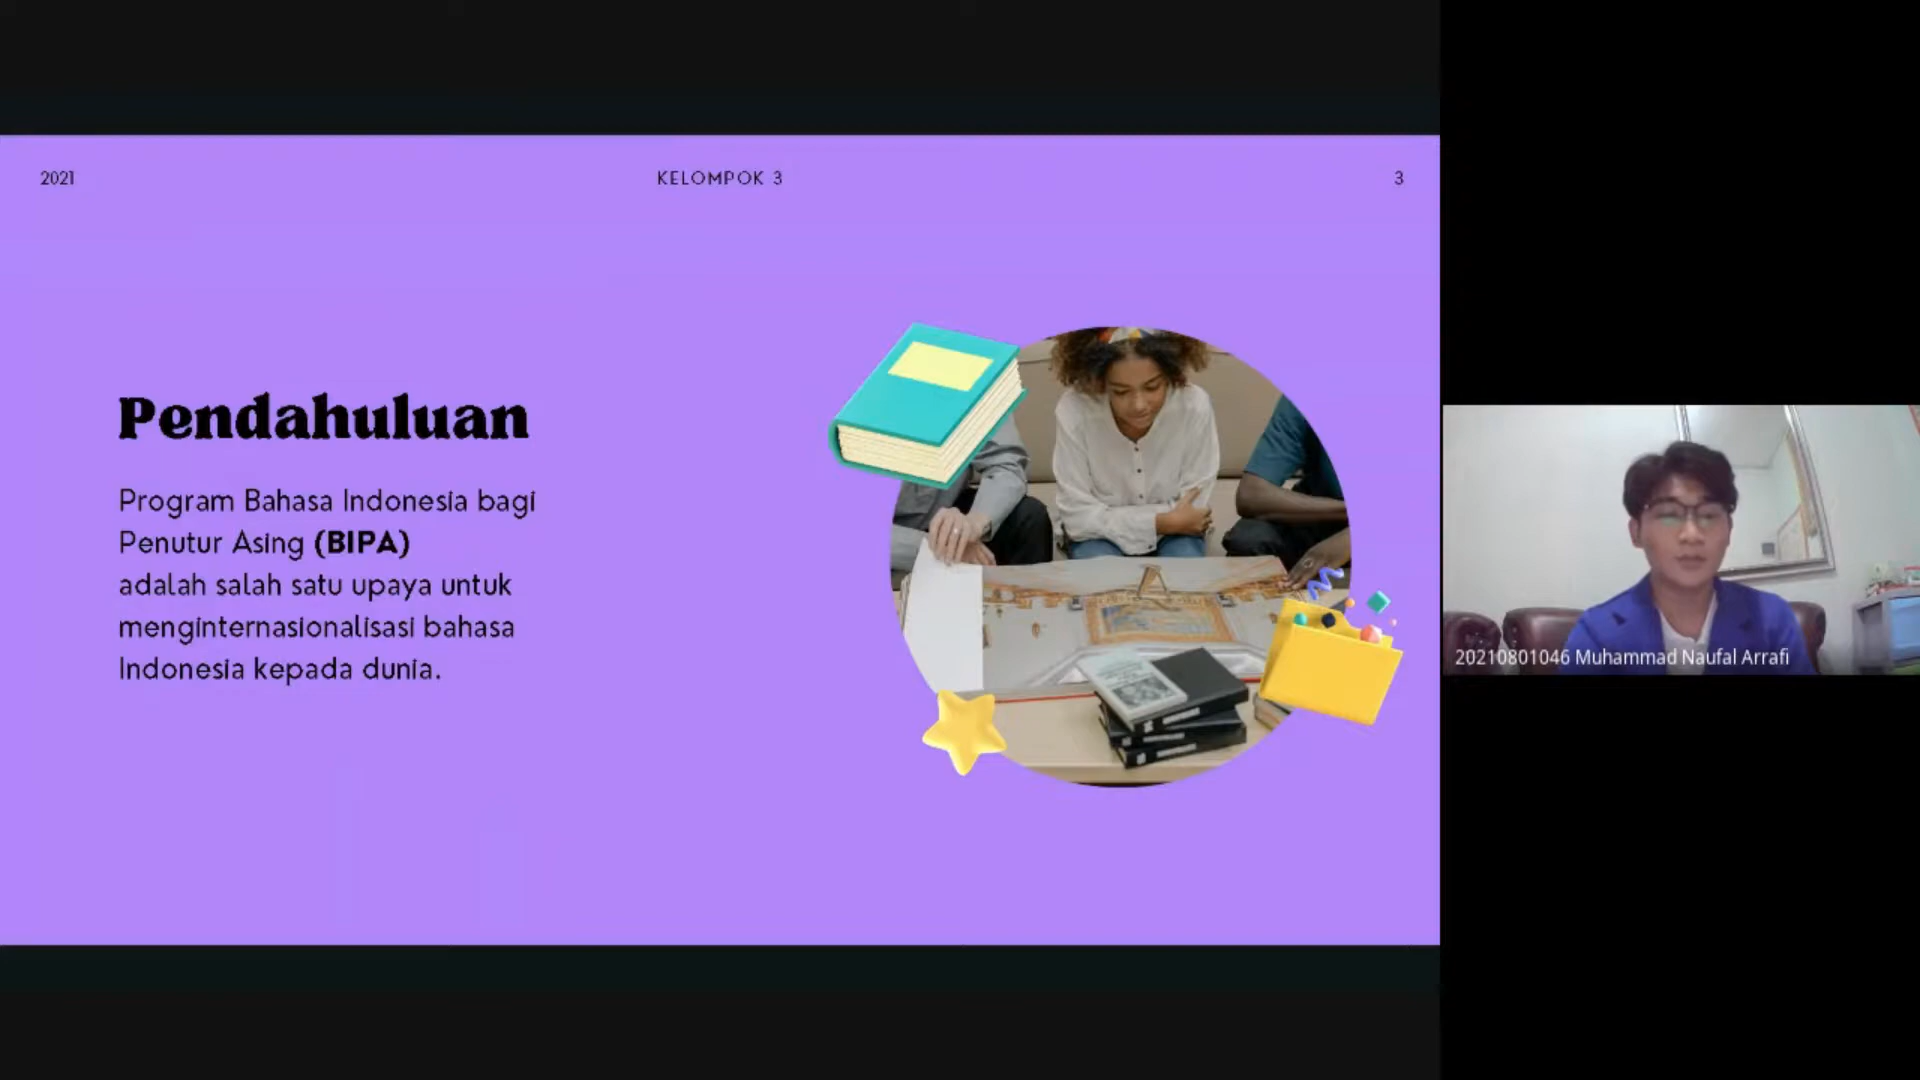 2021
KELOMPOK 3
3
Pendahuluan
Program Bahasa Indonesia bagi
Penutur Asing (BIPA)
adalah salah satu upaya untuk
menginternasionalisasi bahasa
Indonesia kepada dunia.
20210801046 Muhammad Naufal Arrafi